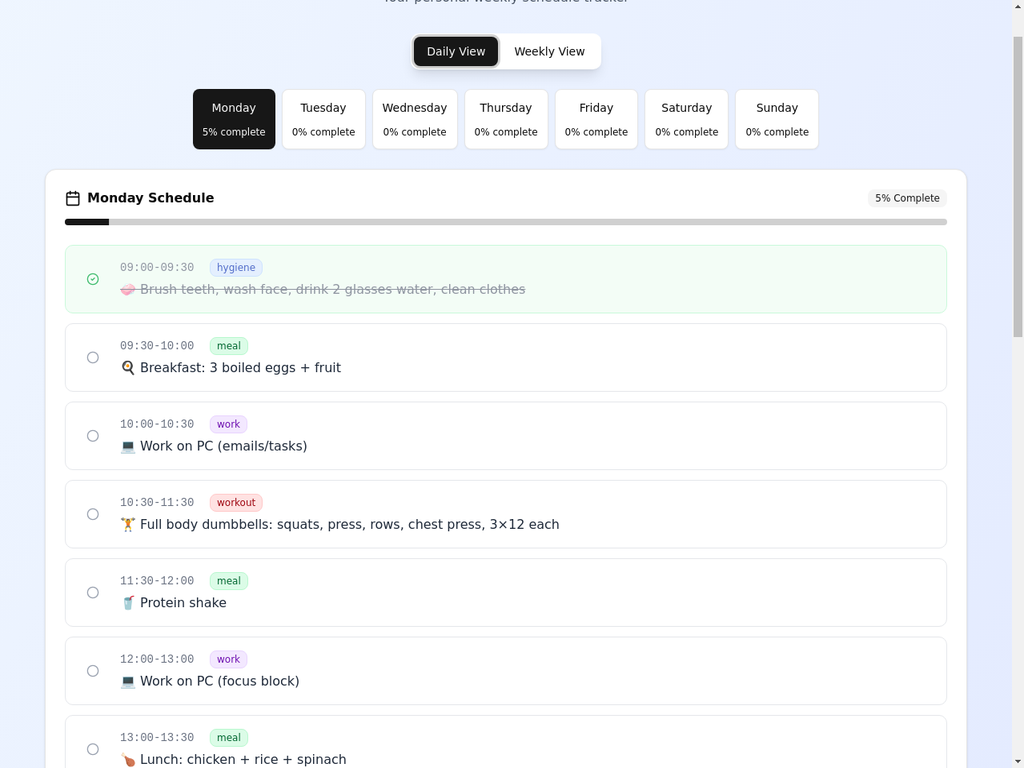 Your personal weekly schedule tracker
Daily View Weekly View
Monday Tuesday Wednesday Thursday Friday Saturday Sunday
5% complete 0% complete 0% complete 0% complete 0% complete 0% complete 0% complete
Monday Schedule 5% Complete
09:00-09:30 hygiene
🧼 Brush teeth, wash face, drink 2 glasses water, clean clothes
09:30-10:00 meal
🍳 Breakfast: 3 boiled eggs + fruit
10:00-10:30 work
💻 Work on PC (emails/tasks)
10:30-11:30 workout
🏋️ Full body dumbbells: squats, press, rows, chest press, 3×12 each
11:30-12:00 meal
🥤 Protein shake
12:00-13:00 work
💻 Work on PC (focus block)
13:00-13:30 meal
🍗 Lunch: chicken + rice + spinach